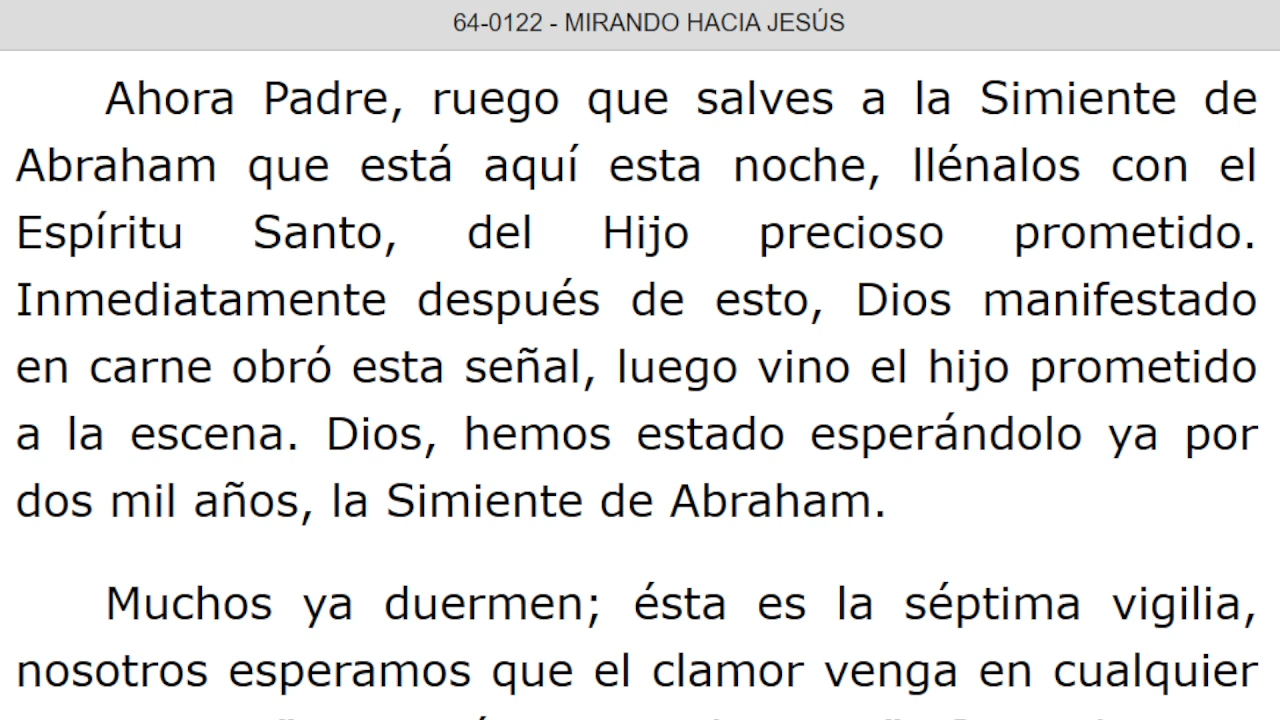 64-0122 - MIRANDO HACIA JESÚS
Ahora Padre, ruego que salves a la Simiente de
Abraham que está aquí esta noche, llénalos con el
Espíritu Santo, del Hijo precioso prometido.
Inmediatamente después de esto, Dios manifestado
en carne obró esta señal, luego vino el hijo prometido
a la escena. Dios, hemos estado esperándolo ya por
dos mil años, la Simiente de Abraham.
Muchos ya duermen; ésta es la séptima vigilia,
nosotros esperamos que el clamor venga en cualquier